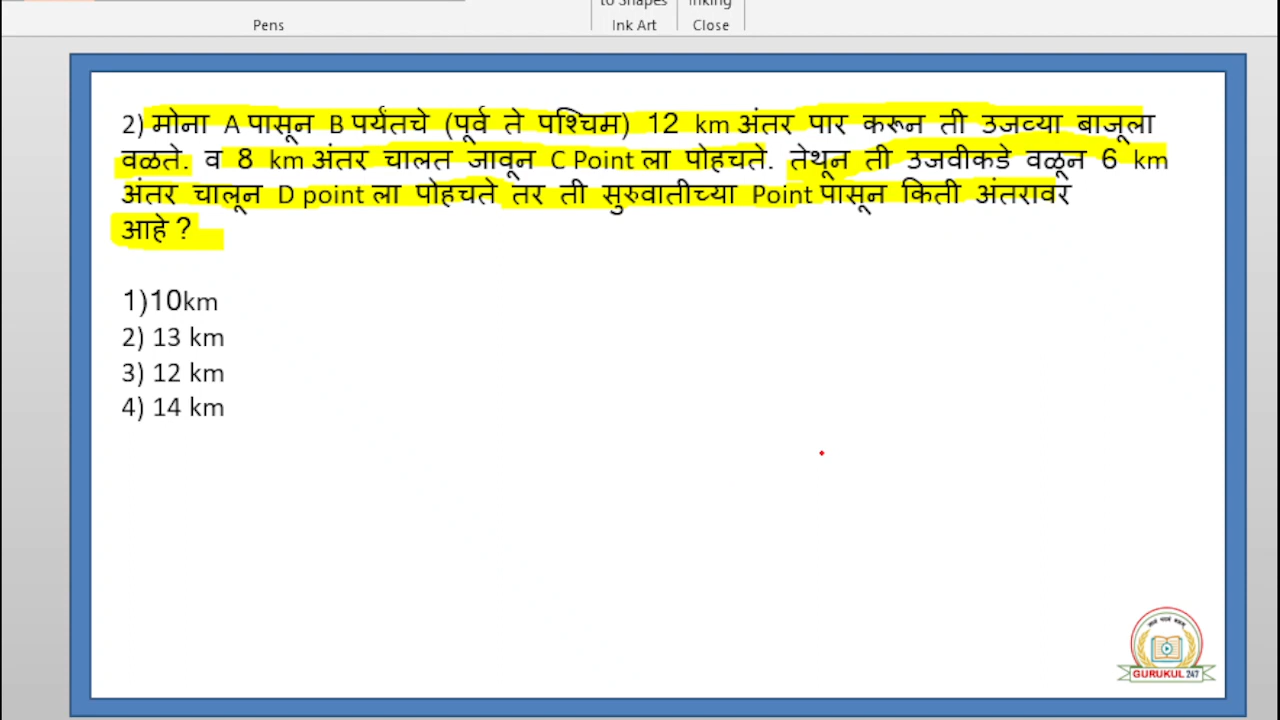 to Shapes
Inking
Pens
Ink Art
Close
2) मोना A पासून B पर्यंतचे (पूर्व ते पश्चिम) 12 km अंतर पार करून ती उजव्या बाजूला
वळते. व 8 km अंतर चालत जावून C Point ला पोहचते. तेथून ती उजवीकडे वळून 6 km
अंतर चालून D point ला पोहचते तर ती सुरुवातीच्या Point पासून किती अंतरावर
आहे ?
1)10km
2) 13 km
3) 12 km
4) 14 km
GURUKUL 247